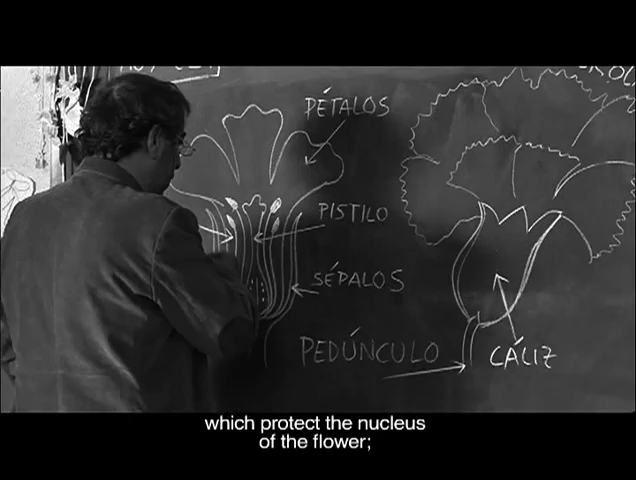 PÉTALOS
PISTILO
SÉPALOS
PEDÚNCULO
CÁLIZ
which protect the nucleus
of the flower;